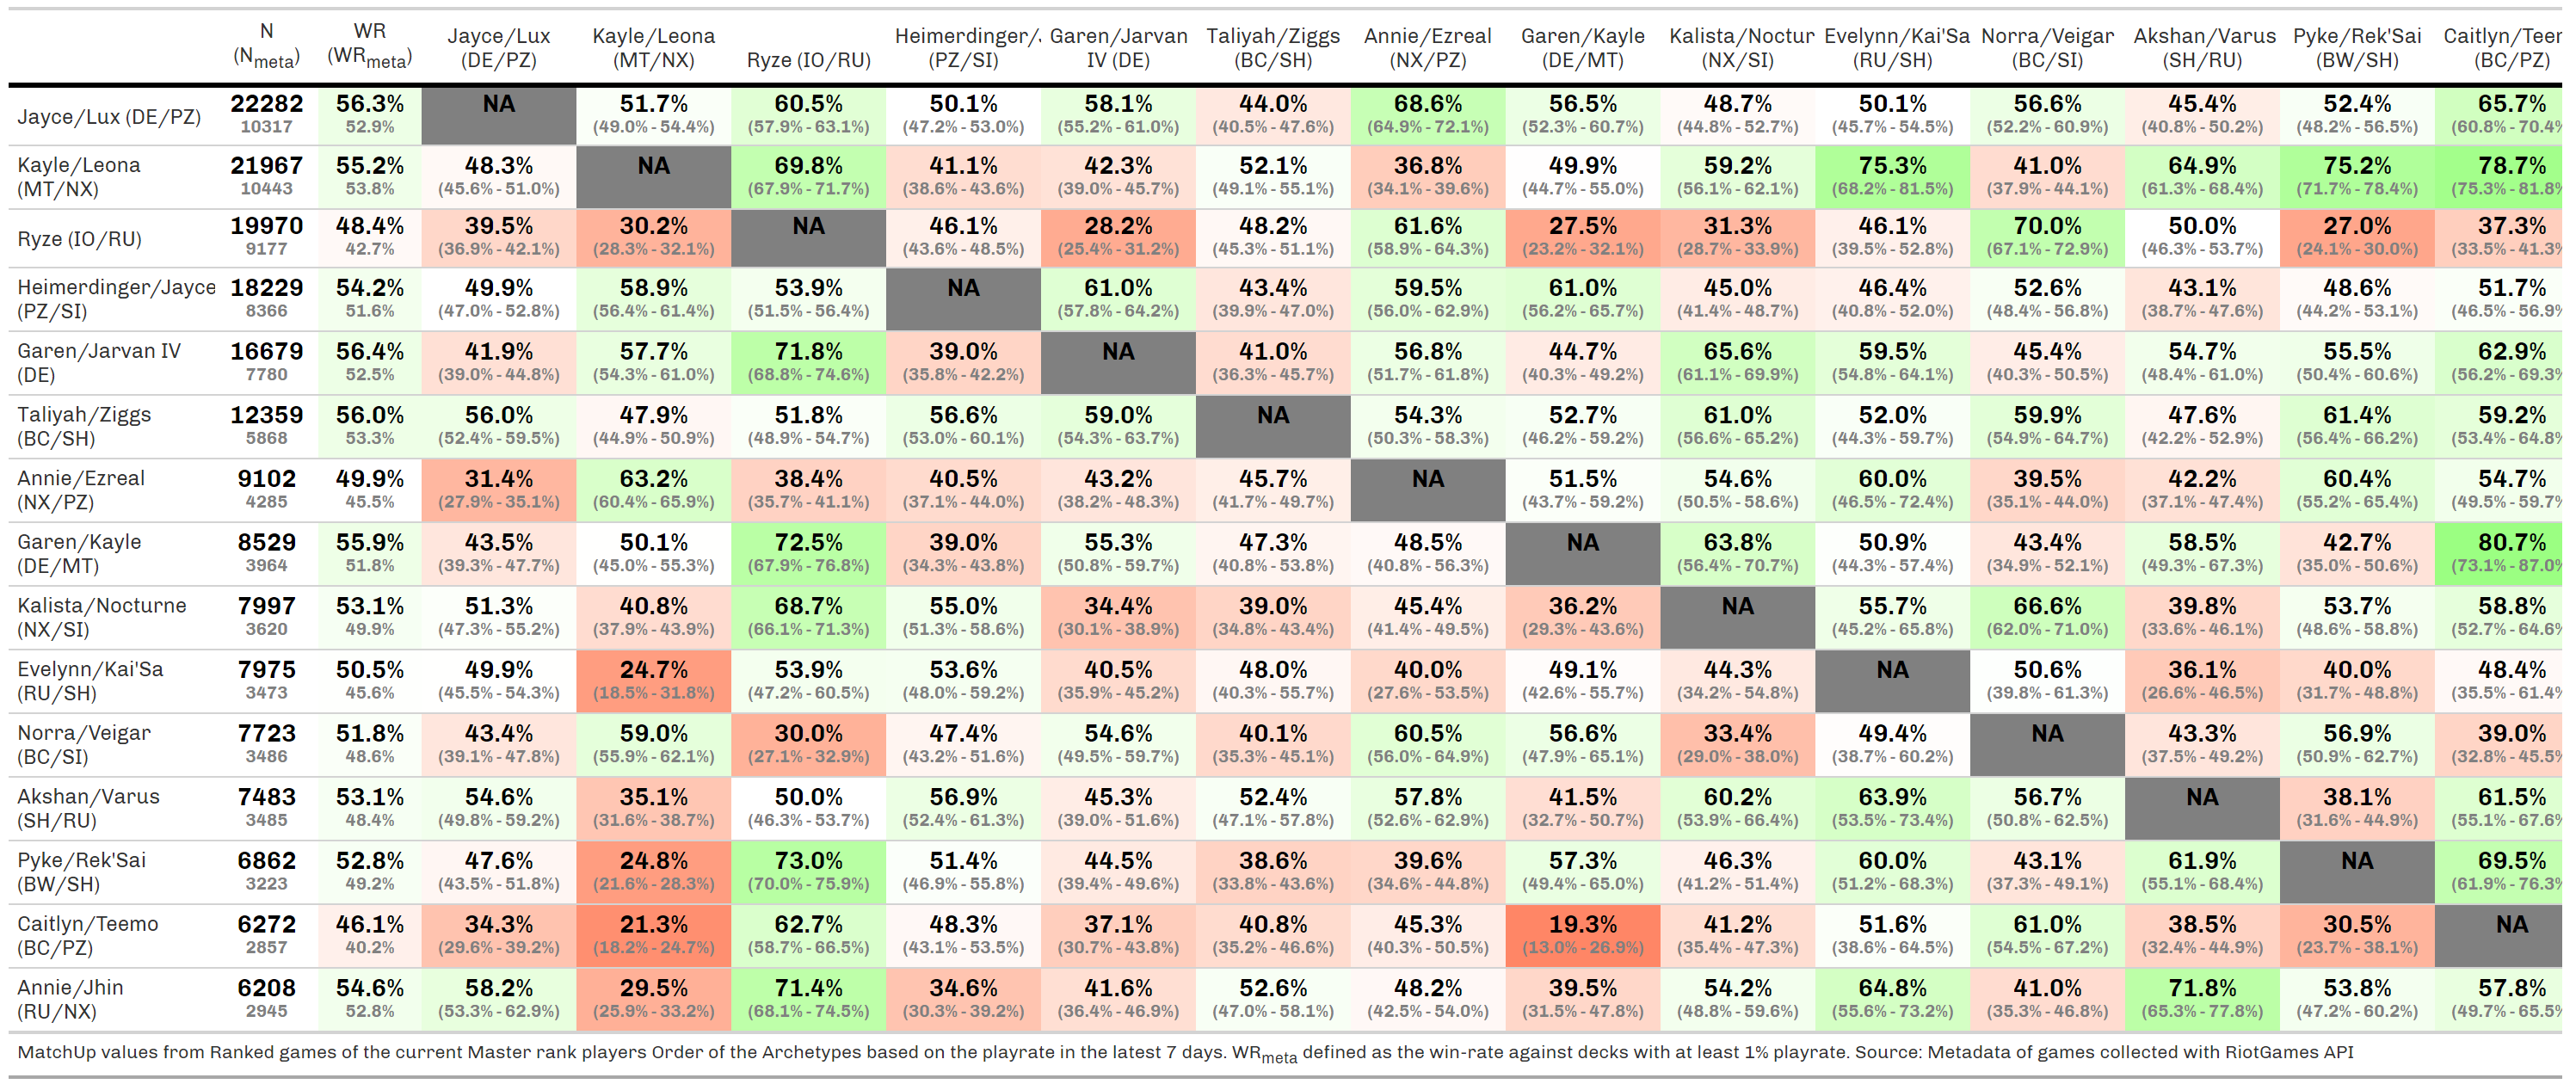 N WR Jayce/Lux Kayle/Leona Heimerdinger/ Garen/Jarvan Taliyah/Ziggs Annie/Ezreal Garen/Kayle Kalista/Noctur Evelynn/Kai'Sa Norra/Veigar Akshan/Varus Pyke/Rek'Sai Caitlyn/Teer
(Nmeta) (WRmeta) (DE/PZ) (MT/NX) Ryze (IO/RU) (PZ/SI) IV (DE) (BC/SH) (NX/PZ) (DE/MT) (NX/SI) (RU/SH) (BC/SI) (SH/RU) (BW/SH) (BC/PZ)
Jayce/Lux (DE/PZ) 22282 56.3% NA 51.7% 60.5% 50.1% 58.1% 44.0% 68.6% 56.5% 48.7% 50.1% 56.6% 45.4% 52.4% 65.7%
10317 52.9% (49.0% - 54.4%) (57.9% - 63.1%) (47.2% - 53.0%) (55.2% - 61.0%) (40.5% - 47.6%) (64.9% - 72.1%) (52.3% - 60.7%) (44.8% - 52.7%) (45.7% - 54.5%) (52.2% - 60.9%) (40.8% - 50.2%) (48.2% - 56.5%) (60.8% - 70.4%
Kayle/Leona 21967 55.2% 48.3% NA 69.8% 41.1% 42.3% 52.1% 36.8% 49.9% 59.2% 75.3% 41.0% 64.9% 75.2% 78.7%
(MT/NX) 10443 53.8% (45.6% - 51.0%) (67.9% - 71.7%) (38.6% - 43.6%) (39.0% - 45.7%) (49.1% - 55.1%) (34.1% - 39.6%) (44.7% - 55.0%) (56.1% - 62.1%) (68.2% - 81.5%) (37.9% - 44.1%) (61.3% - 68.4%) (71.7% - 78.4%) (75.3% - 81.8%
Ryze (IO/RU) 19970 48.4% 39.5% 30.2% NA 46.1% 28.2% 48.2% 61.6% 27.5% 31.3% 46.1% 70.0% 50.0% 27.0% 37.3%
9177 42.7% (36.9% - 42.1%) (28.3% - 32.1%) (43.6% - 48.5%) (25.4% - 31.2%) (45.3% - 51.1%) (58.9% - 64.3%) (23.2% - 32.1%) (28.7% - 33.9%) (39.5% - 52.8%) (67.1% - 72.9%) (46.3% - 53.7%) (24.1% - 30.0%) (33.5% - 41.3%
Heimerdinger/Jayce 18229 54.2% 49.9% 58.9% 53.9% NA 61.0% 43.4% 59.5% 61.0% 45.0% 46.4% 52.6% 43.1% 48.6% 51.7%
(PZ/SI) 8366 51.6% (47.0% - 52.8%) (56.4% - 61.4%) (51.5% - 56.4%) (57.8% - 64.2%) (39.9% - 47.0%) (56.0% - 62.9%) (56.2% - 65.7%) (41.4% - 48.7%) (40.8% - 52.0%) (48.4% - 56.8%) (38.7% - 47.6%) (44.2% - 53.1%) (46.5% - 56.9%
Garen/Jarvan IV 16679 56.4% 41.9% 57.7% 71.8% 39.0% NA 41.0% 56.8% 44.7% 65.6% 59.5% 45.4% 54.7% 55.5% 62.9%
(DE) 7780 52.5% (39.0% - 44.8%) (54.3% - 61.0%) (68.8% - 74.6%) (35.8% - 42.2%) (36.3% - 45.7%) (51.7% - 61.8%) (40.3% - 49.2%) (61.1% - 69.9%) (54.8% - 64.1%) (40.3% - 50.5%) (48.4% - 61.0%) (50.4% - 60.6%) (56.2% - 69.3%
Taliyah/Ziggs 12359 56.0% 56.0% 47.9% 51.8% 56.6% 59.0% NA 54.3% 52.7% 61.0% 52.0% 59.9% 47.6% 61.4% 59.2%
(BC/SH) 5868 53.3% (52.4% - 59.5%) (44.9% - 50.9%) (48.9% - 54.7%) (53.0% - 60.1%) (54.3% - 63.7%) (50.3% - 58.3%) (46.2% - 59.2%) (56.6% - 65.2%) (44.3% - 59.7%) (54.9% - 64.7%) (42.2% - 52.9%) (56.4% - 66.2%) (53.4% - 64.8%
Annie/Ezreal 9102 49.9% 31.4% 63.2% 38.4% 40.5% 43.2% 45.7% NA 51.5% 54.6% 60.0% 39.5% 42.2% 60.4% 54.7%
(NX/PZ) 4285 45.5% (27.9% - 35.1%) (60.4% - 65.9%) (35.7% - 41.1%) (37.1% - 44.0%) (38.2% - 48.3%) (41.7% - 49.7%) (43.7% - 59.2%) (50.5% - 58.6%) (46.5% - 72.4%) (35.1% - 44.0%) (37.1% - 47.4%) (55.2% - 65.4%) (49.5% - 59.7%
Garen/Kayle 8529 55.9% 43.5% 50.1% 72.5% 39.0% 55.3% 47.3% 48.5% NA 63.8% 50.9% 43.4% 58.5% 42.7% 80.7%
(DE/MT) 3964 51.8% (39.3% - 47.7%) (45.0% - 55.3%) (67.9% - 76.8%) (34.3% - 43.8%) (50.8% - 59.7%) (40.8% - 53.8%) (40.8% - 56.3%) (56.4% - 70.7%) (44.3% - 57.4%) (34.9% - 52.1%) (49.3% - 67.3%) (35.0% - 50.6%) (73.1% - 87.0%
Kalista/Nocturne 7997 53.1% 51.3% 40.8% 68.7% 55.0% 34.4% 39.0% 45.4% 36.2% NA 55.7% 66.6% 39.8% 53.7% 58.8%
(NX/SI) 3620 49.9% (47.3% - 55.2%) (37.9% - 43.9%) (66.1% - 71.3%) (51.3% - 58.6%) (30.1% - 38.9%) (34.8% - 43.4%) (41.4% - 49.5%) (29.3% - 43.6%) (45.2% - 65.8%) (62.0% - 71.0%) (33.6% - 46.1%) (48.6% - 58.8%) (52.7% - 64.6%
Evelynn/Kai'Sa 7975 50.5% 49.9% 24.7% 53.9% 53.6% 40.5% 48.0% 40.0% 49.1% 44.3% NA 50.6% 36.1% 40.0% 48.4%
(RU/SH) 3473 45.6% (45.5% - 54.3%) (18.5% - 31.8%) (47.2% - 60.5%) (48.0% - 59.2%) (35.9% - 45.2%) (40.3% - 55.7%) (27.6% - 53.5%) (42.6% - 55.7%) (34.2% - 54.8%) (39.8% - 61.3%) (26.6% - 46.5%) (31.7% - 48.8%) (35.5% - 61.4%
Norra/Veigar 7723 51.8% 43.4% 59.0% 30.0% 47.4% 54.6% 40.1% 60.5% 56.6% 33.4% 49.4% NA 43.3% 56.9% 39.0%
(BC/SI) 3486 48.6% (39.1% - 47.8%) (55.9% - 62.1%) (27.1% - 32.9%) (43.2% - 51.6%) (49.5% - 59.7%) (35.3% - 45.1%) (56.0% - 64.9%) (47.9% - 65.1%) (29.0% - 38.0%) (38.7% - 60.2%) (37.5% - 49.2%) (50.9% - 62.7%) (32.8% - 45.5%
Akshan/Varus 7483 53.1% 54.6% 35.1% 50.0% 56.9% 45.3% 52.4% 57.8% 41.5% 60.2% 63.9% 56.7% NA 38.1% 61.5%
(SH/RU) 3485 48.4% (49.8% - 59.2%) (31.6% - 38.7%) (46.3% - 53.7%) (52.4% - 61.3%) (39.0% - 51.6%) (47.1% - 57.8%) (52.6% - 62.9%) (32.7% - 50.7%) (53.9% - 66.4%) (53.5% - 73.4%) (50.8% - 62.5%) (31.6% - 44.9%) (55.1% - 67.6%
Pyke/Rek'Sai 6862 52.8% 47.6% 24.8% 73.0% 51.4% 44.5% 38.6% 39.6% 57.3% 46.3% 60.0% 43.1% 61.9% NA 69.5%
(BW/SH) 3223 49.2% (43.5% - 51.8%) (21.6% - 28.3%) (70.0% - 75.9%) (46.9% - 55.8%) (39.4% - 49.6%) (33.8% - 43.6%) (34.6% - 44.8%) (49.4% - 65.0%) (41.2% - 51.4%) (51.2% - 68.3%) (37.3% - 49.1%) (55.1% - 68.4%) (61.9% - 76.3%
Caitlyn/Teemo 6272 46.1% 34.3% 21.3% 62.7% 48.3% 37.1% 40.8% 45.3% 19.3% 41.2% 51.6% 61.0% 38.5% 30.5% NA
(BC/PZ) 2857 40.2% (29.6% - 39.2%) (18.2% - 24.7%) (58.7% - 66.5%) (43.1% - 53.5%) (30.7% - 43.8%) (35.2% - 46.6%) (40.3% - 50.5%) (13.0% - 26.9%) (35.4% - 47.3%) (38.6% - 64.5%) (54.5% - 67.2%) (32.4% - 44.9%) (23.7% - 38.1%)
Annie/Jhin 6208 54.6% 58.2% 29.5% 71.4% 34.6% 41.6% 52.6% 48.2% 39.5% 54.2% 64.8% 41.0% 71.8% 53.8% 57.8%
(RU/NX) 2945 52.8% (53.3% - 62.9%) (25.9% - 33.2%) (68.1% - 74.5%) (30.3% - 39.2%) (36.4% - 46.9%) (47.0% - 58.1%) (42.5% - 54.0%) (31.5% - 47.8%) (48.8% - 59.6%) (55.6% - 73.2%) (35.3% - 46.8%) (65.3% - 77.8%) (47.2% - 60.2%) (49.7% - 65.5%
MatchUp values from Ranked games of the current Master rank players Order of the Archetypes based on the playrate in the latest 7 days. WRmeta defined as the win-rate against decks with at least 1% playrate. Source: Metadata of games collected with RiotGames API